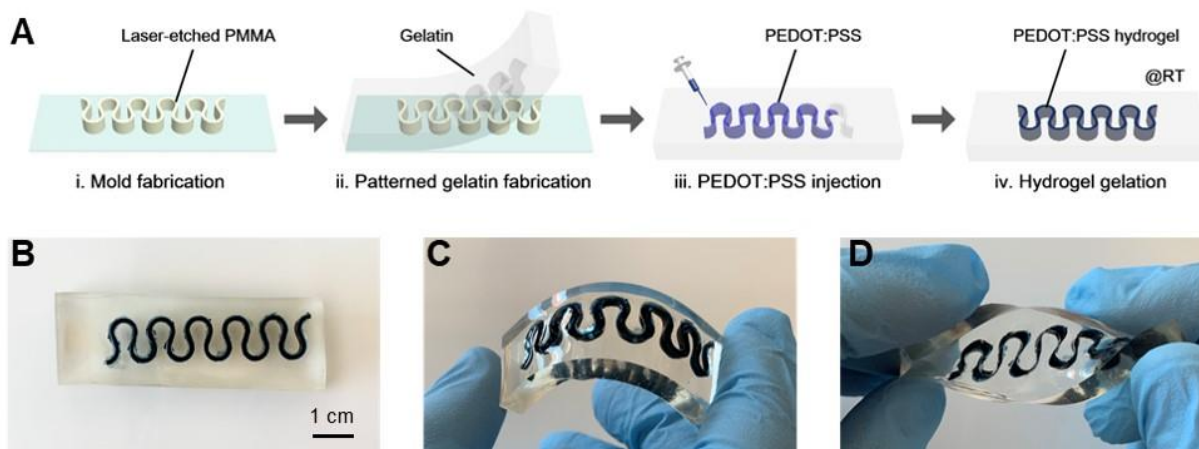 A
Laser-etched PMMA
Gelatin
PEDOT:PSS
PEDOT:PSS hydrogel
@RT
i. Mold fabrication
ii. Patterned gelatin fabrication
iii. PEDOT:PSS injection
iv. Hydrogel gelation
B
1 cm
C
D